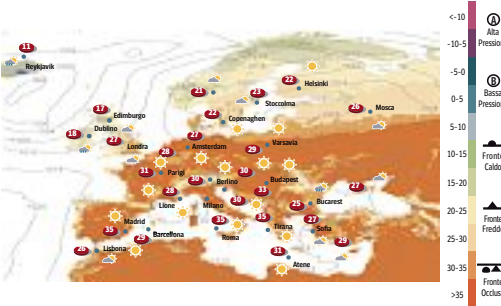 11
Reykjavik
17
Edimburgo
18
Dublino
27
Londra
21
22
Helsinki
23
Stoccolma
22
Copenaghen
26
Mosca
27
Amsterdam
28
29
Varsavia
31
Parigi
30
Berlino
30
33
Budapest
28
Lione
30
Milano
27
25
Bucarest
35
Madrid
29
Barcellona
26
Lisbona
35
Roma
35
Tirana
27
Sofia
29
31
Atene
<-10
-10-5
-5-0
0-5
5-10
10-15
15-20
20-25
25-30
30-35
>35
A
Alta
Pressio
B
Bassa
Pressio
Fronte
Caldo
Fronte
Freddo
Fronte
Occlus